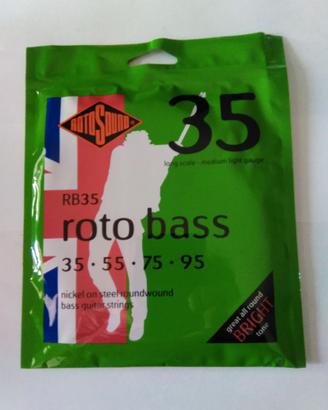 35
ROTOSOUND
long scale - medium light gauge
RB35
roto bass
35 · 55 · 75 · 95
nickel on steel roundwound
bass guitar strings
great all round
BRIGHT
tone